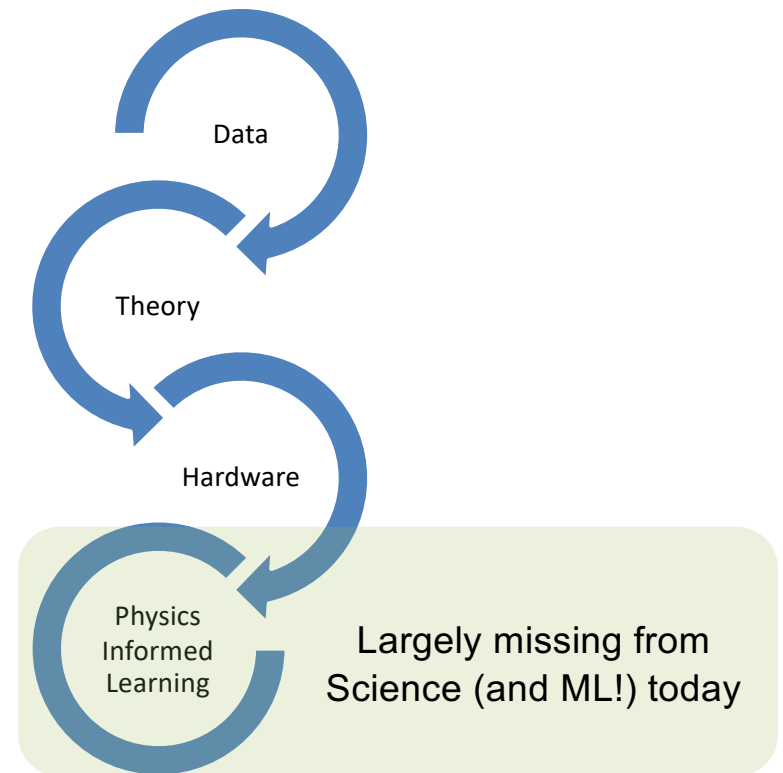 Data
Theory
Hardware
Physics
Informed
Learning
Largely missing from
Science (and ML!) today